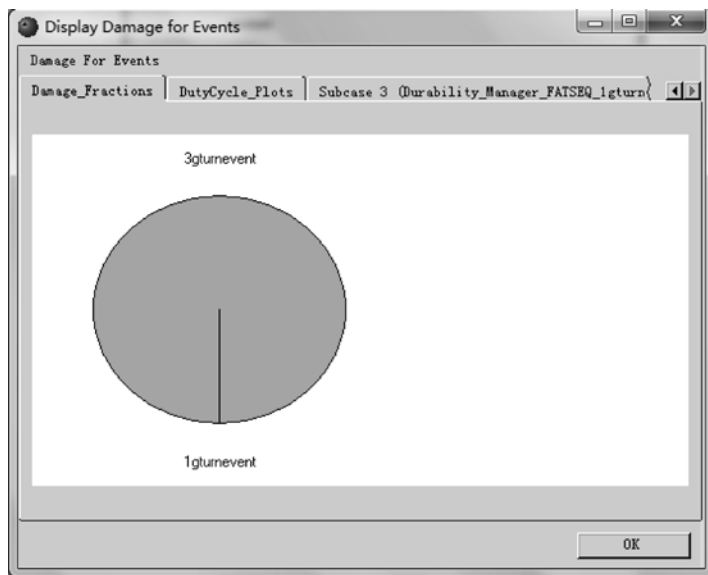 Display Damage for Events
Damage For Events
Damage_Fractions DutyCycle_Plots Subcase 3 (Durability_Manager_FATSEQ_1gturn
3gturnevent
1gturnevent
OK